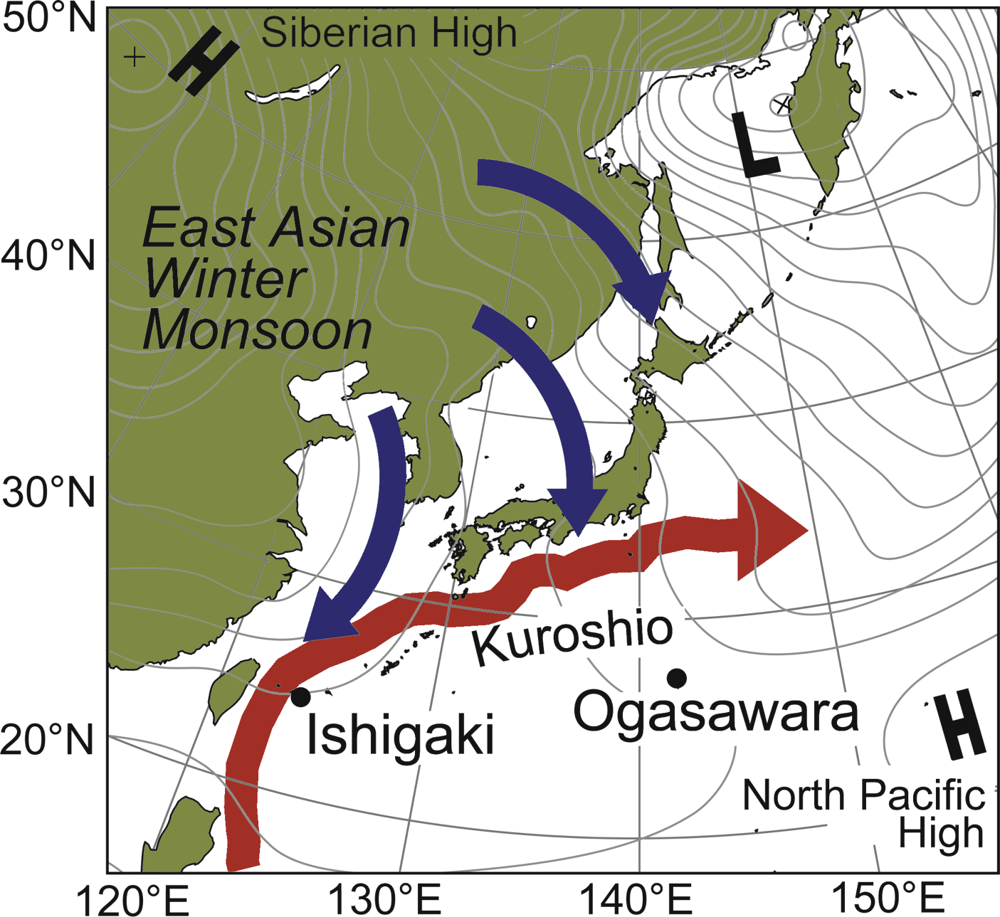 50°N
Siberian High
H
L
East Asian
Winter
Monsoon
40°N
30°N
Kuroshio
Ogasawara
Ishigaki
H
20°N
North Pacific
High
120°E
130°E
140°E
150°E